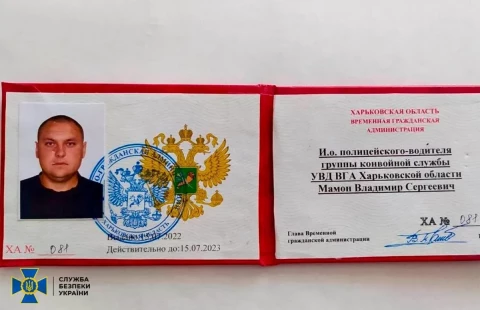 ХАРЬКОВСКАЯ ОБЛАСТЬ
ВРЕМЕННАЯ ГРАЖДАНСКАЯ
АДМИНИСТРАЦИЯ
И.о. полицейского-водителя
группы конвойной службы
УВД ВГА Харьковской области
Мамон Владимир Сергеевич
ХА № 081
Глава Временной
гражданской администрации
ХА № 081
2022
Действительно до:15.07.2023
СЛУЖБА
БЕЗПЕКИ
УКРАЇНИ